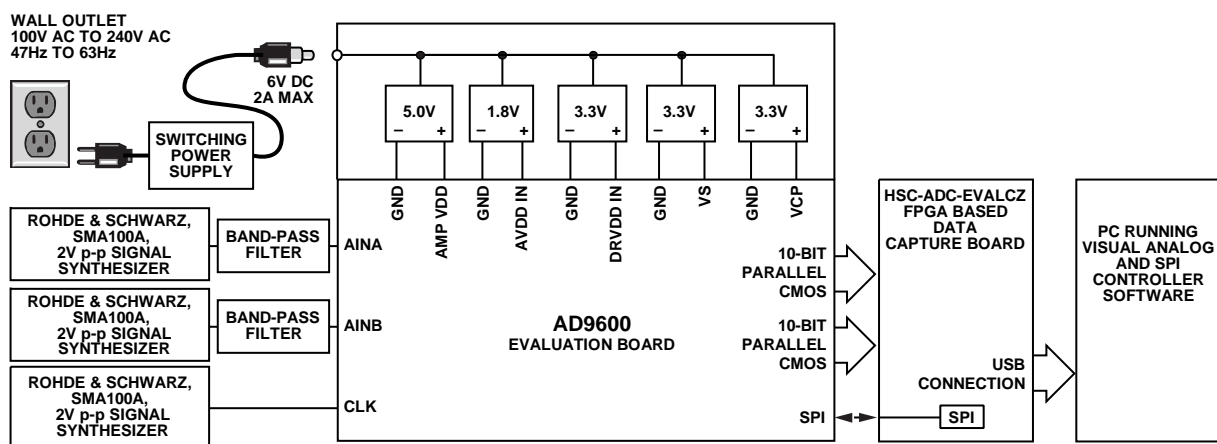 WALL OUTLET
100V AC TO 240V AC
47Hz TO 63Hz
6V DC
2A MAX
SWITCHING
POWER
SUPPLY
5.0V
– +
1.8V
– +
3.3V
– +
3.3V
– +
3.3V
– +
GND
AMP VDD
GND
AVDD IN
GND
DRVDD IN
GND
VS
GND
VCP
ROHDE & SCHWARZ,
SMA100A,
2V p-p SIGNAL
SYNTHESIZER
BAND-PASS
FILTER
AINA
ROHDE & SCHWARZ,
SMA100A,
2V p-p SIGNAL
SYNTHESIZER
BAND-PASS
FILTER
AINB
ROHDE & SCHWARZ,
SMA100A,
2V p-p SIGNAL
SYNTHESIZER
CLK
AD9600
EVALUATION BOARD
10-BIT
PARALLEL
CMOS
10-BIT
PARALLEL
CMOS
SPI
HSC-ADC-EVALCZ
FPGA BASED
DATA
CAPTURE BOARD
USB
CONNECTION
SPI
PC RUNNING
VISUAL ANALOG
AND SPI
CONTROLLER
SOFTWARE